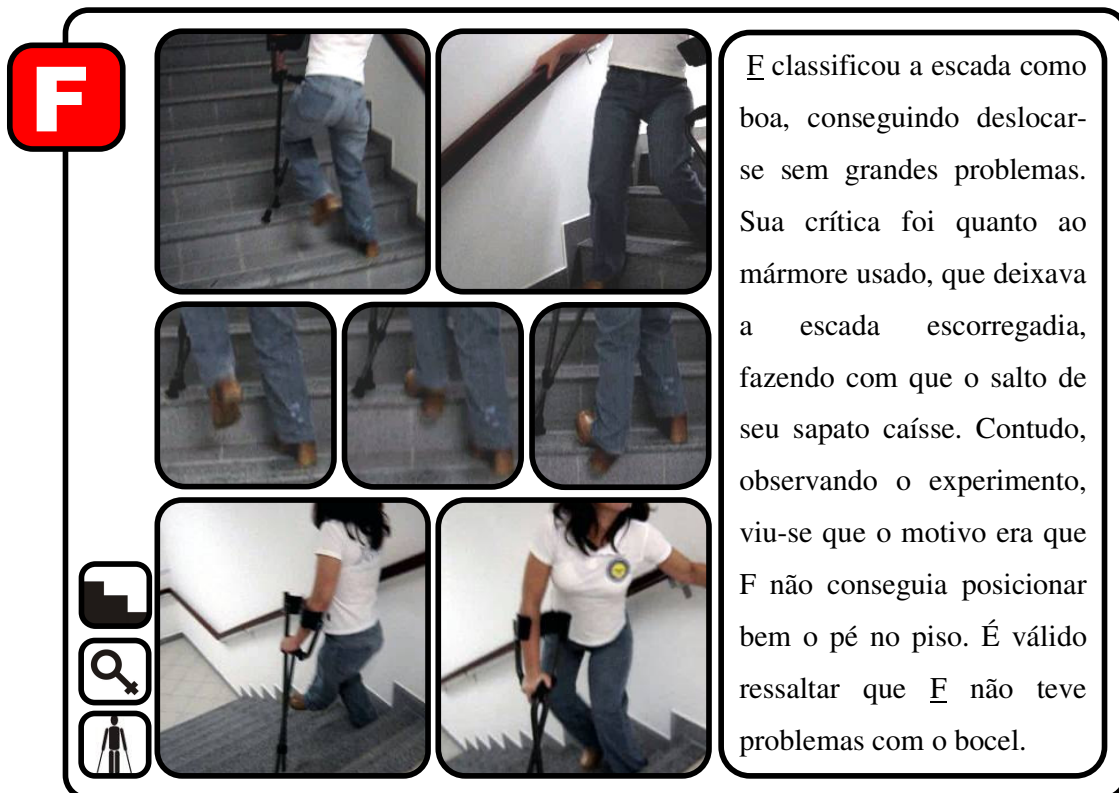 F
F classificou a escada como
boa, conseguindo deslocar-
se sem grandes problemas.
Sua crítica foi quanto ao
mármore usado, que deixava
a escada escorregadia,
fazendo com que o salto de
seu sapato caísse. Contudo,
observando o experimento,
viu-se que o motivo era que
F não conseguia posicionar
bem o pé no piso. É válido
ressaltar que F não teve
problemas com o bocel.